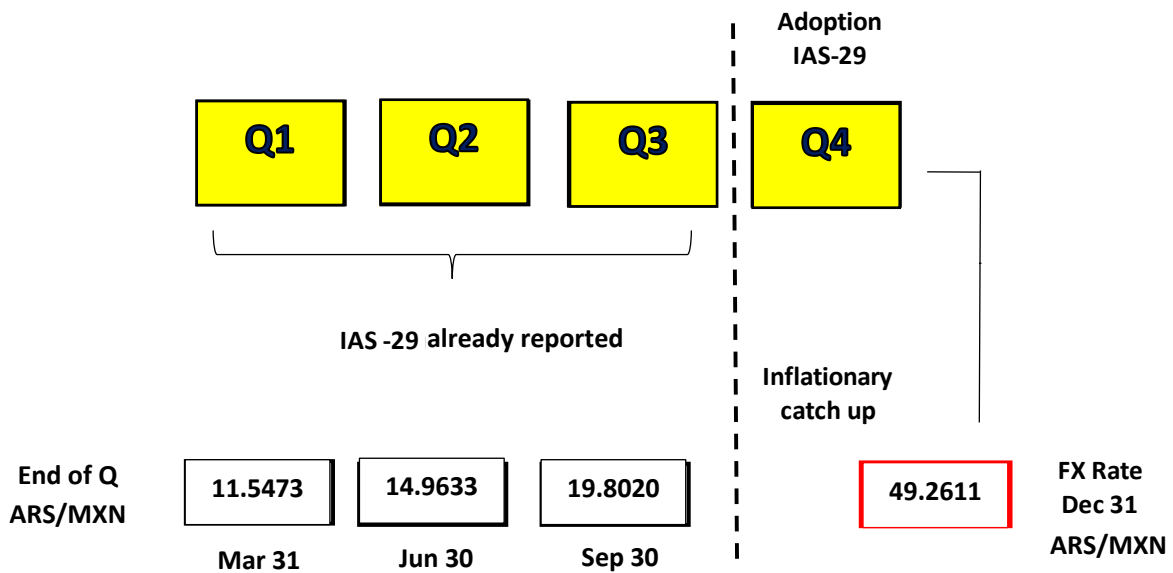 Adoption
IAS-29
Q1
Q2
Q3
Q4
IAS -29 already reported
Inflationary
catch up
End of Q
ARS/MXN
11.5473
14.9633
19.8020
49.2611
FX Rate
Dec 31
ARS/MXN
Mar 31
Jun 30
Sep 30